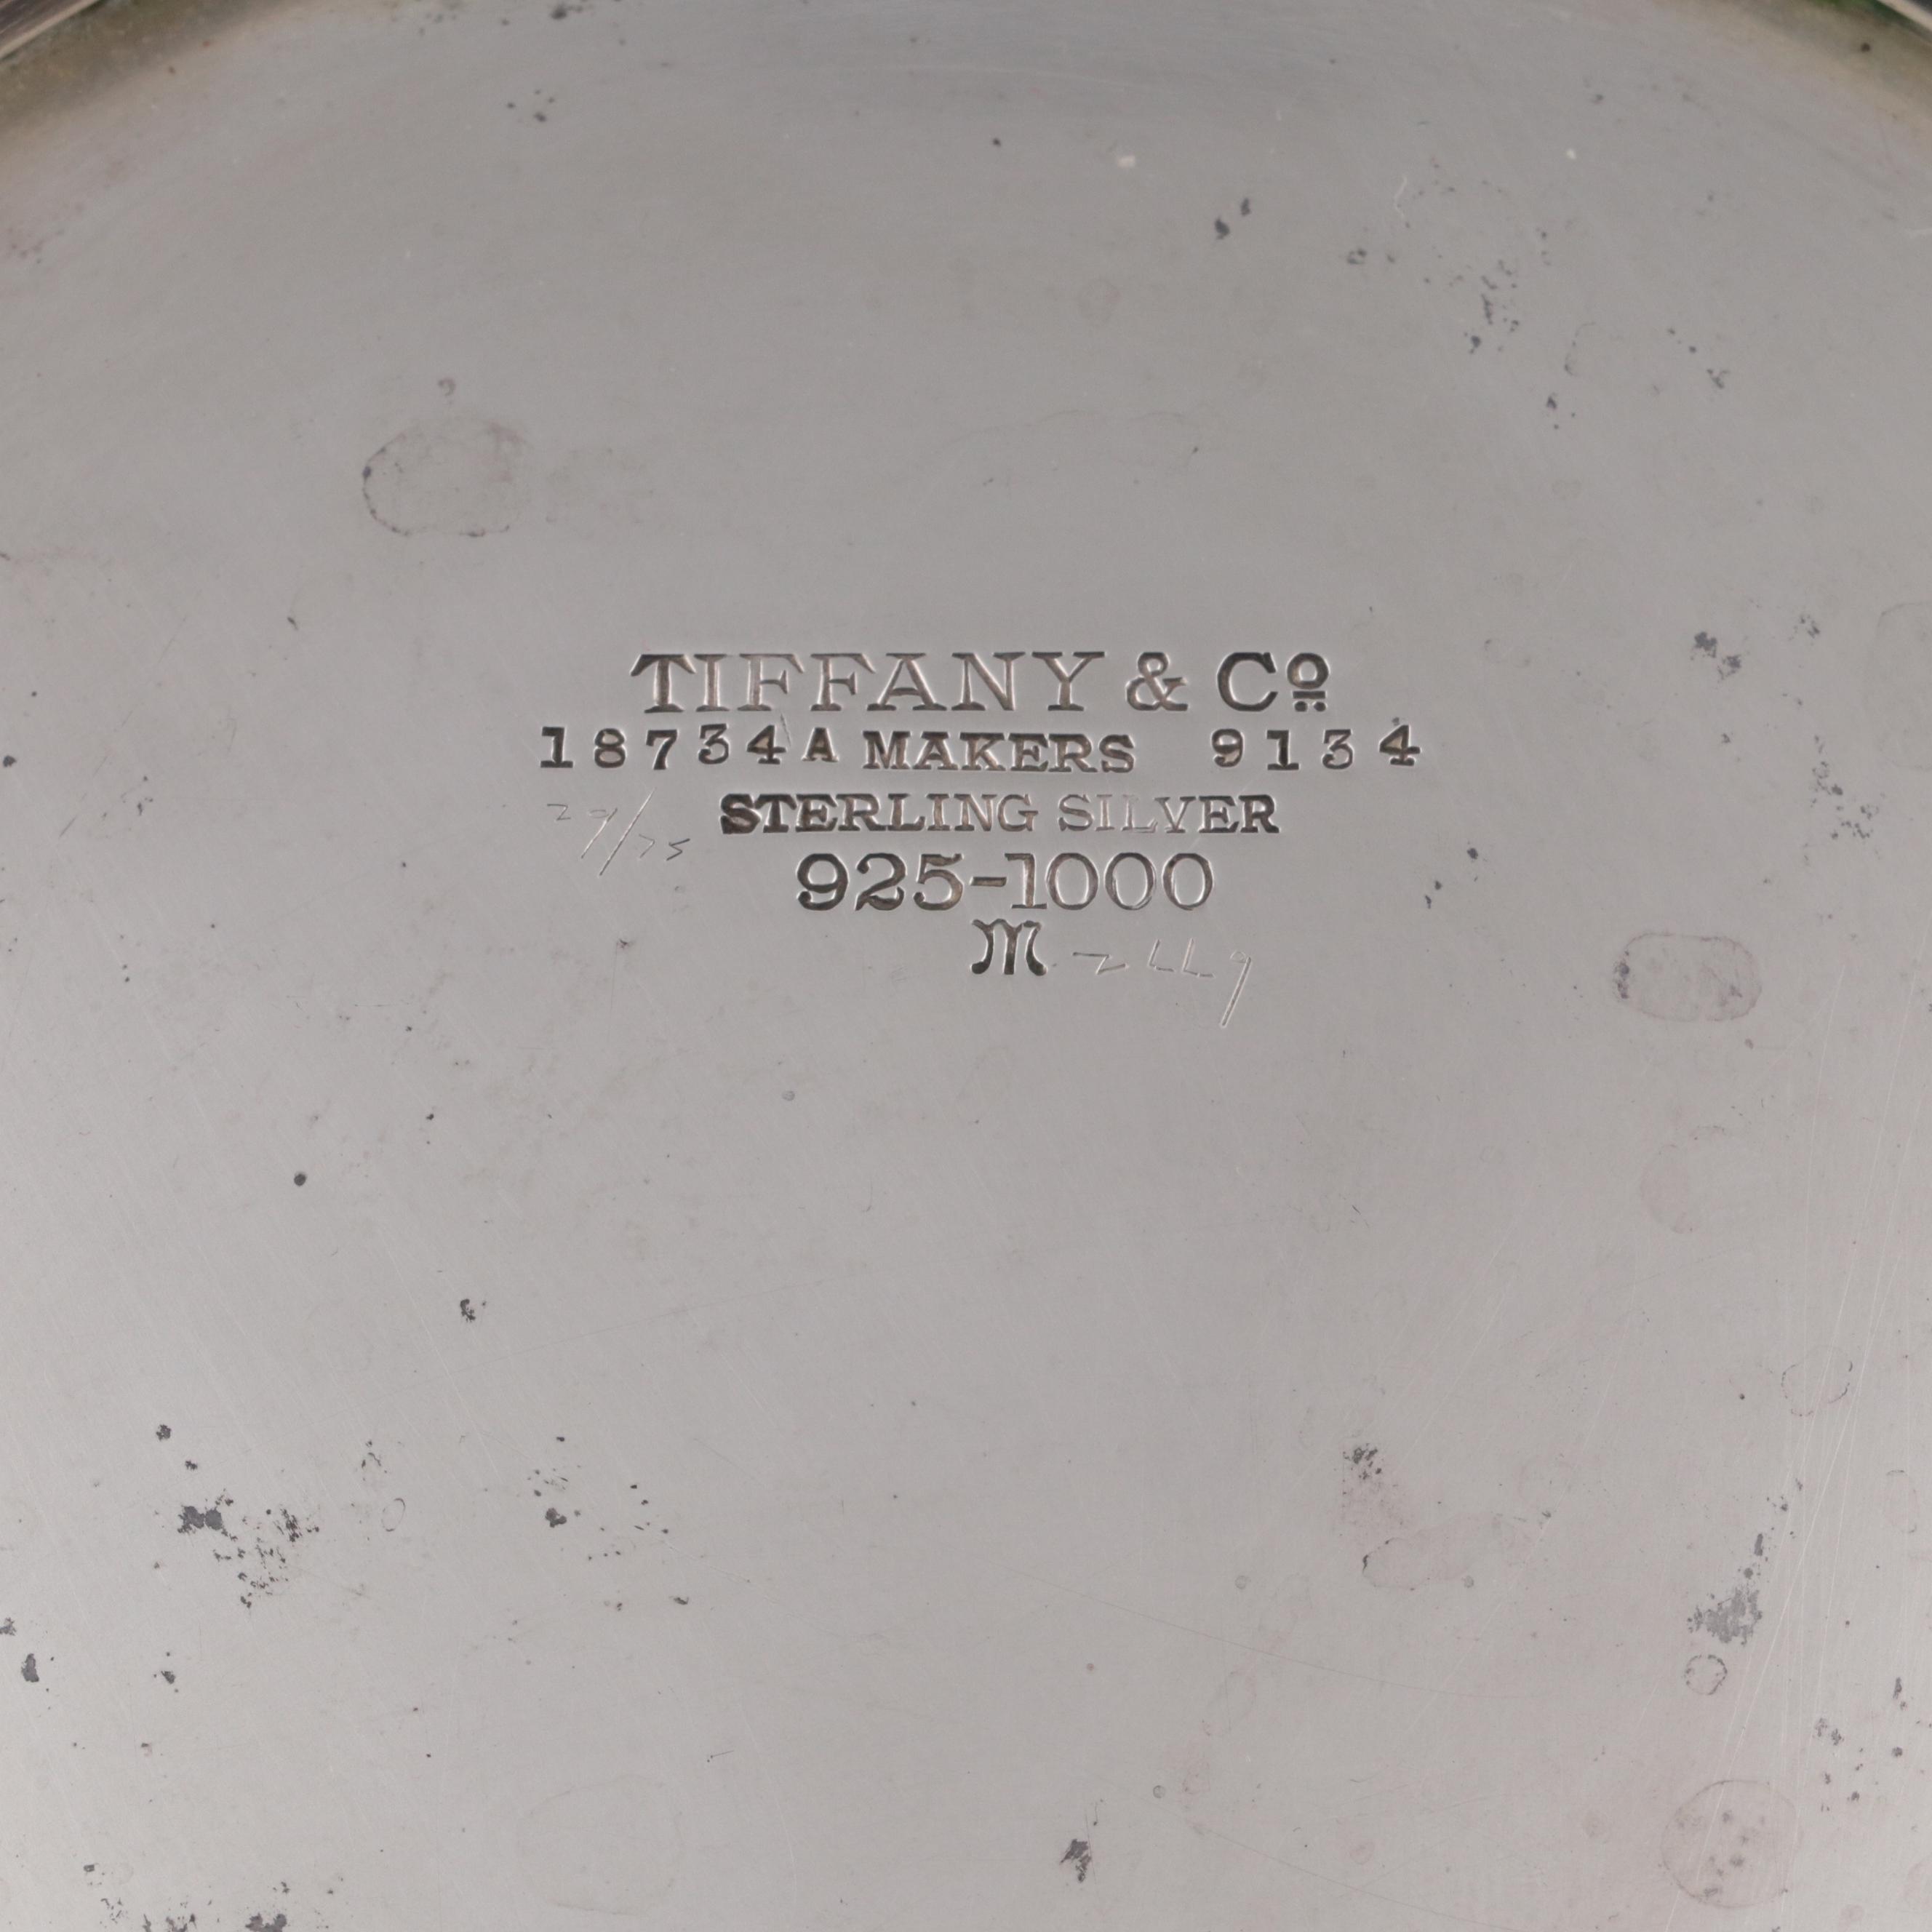 TIFFANY & Cº
18734A MAKERS 9134
STERLING SILVER
925-1000
M